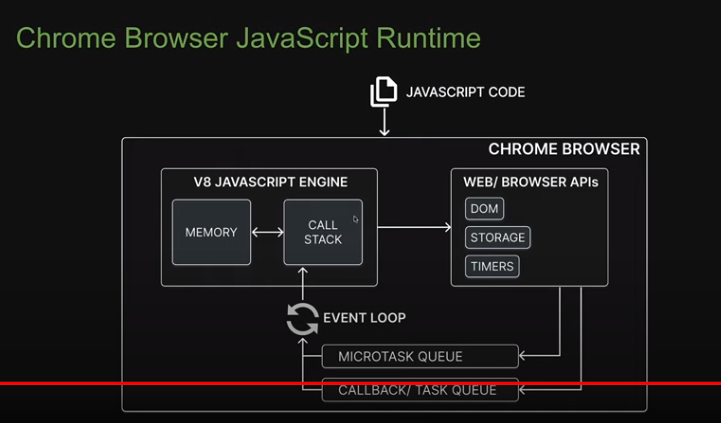 Chrome Browser JavaScript Runtime
JAVASCRIPT CODE
CHROME BROWSER
V8 JAVASCRIPT ENGINE
MEMORY
CALL
STACK
WEB/ BROWSER APIs
DOM
STORAGE
TIMERS
EVENT LOOP
MICROTASK QUEUE
CALLBACK/ TASK QUEUE